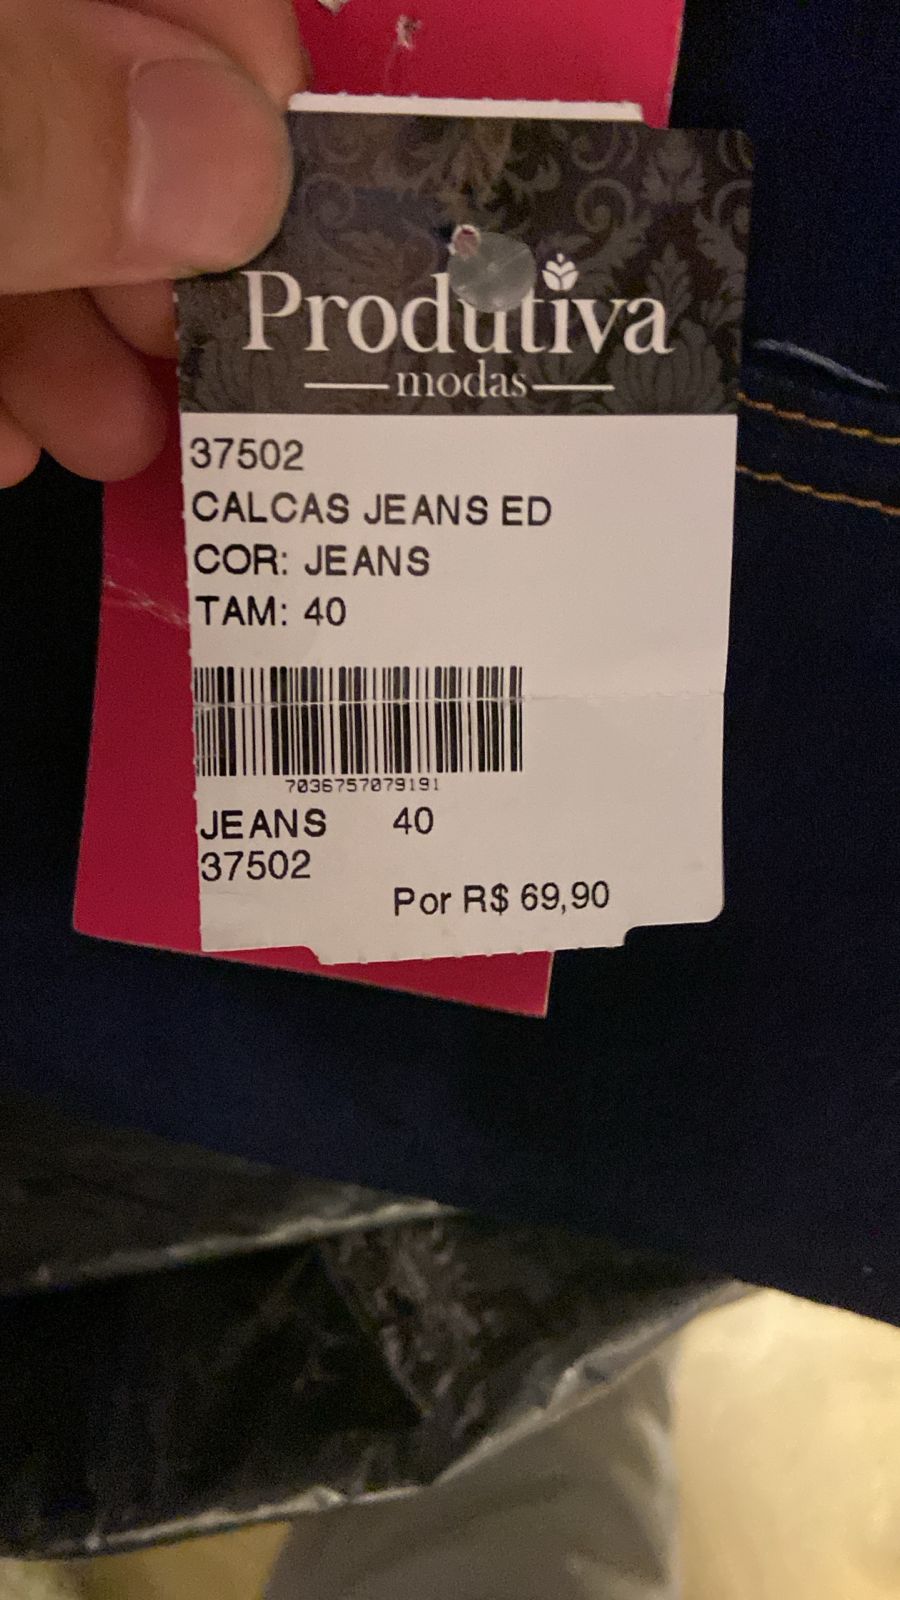 Produtiva
modas
37502
CALCAS JEANS ED
COR: JEANS
TAM: 40
7036757079191
JEANS 40
37502
Por R$ 69,90